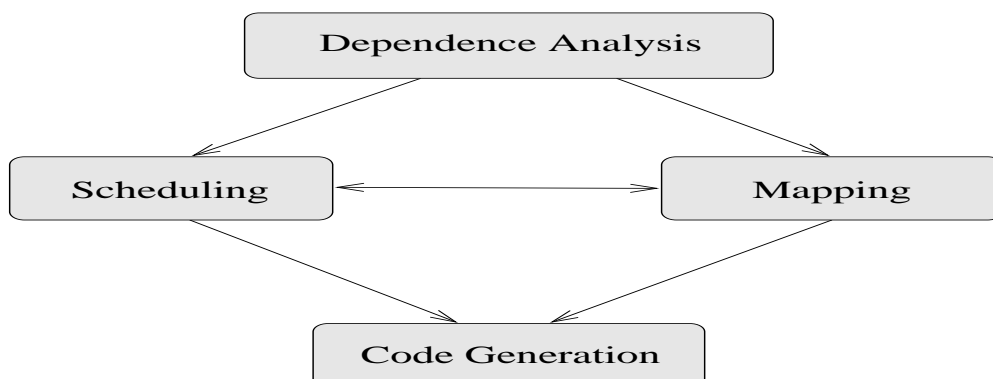 Dependence Analysis
Scheduling
Mapping
Code Generation